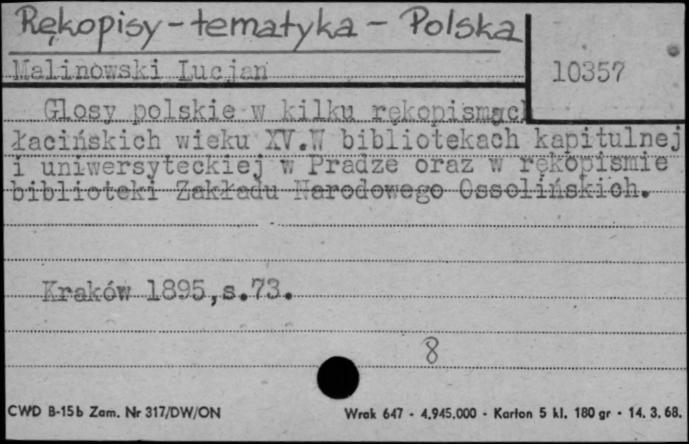 Rękopisy - tematyka - Polska
Malinowski Lucjan
10357
Glosy polskie w kilku rękopismach
łacińskich wieku XV.W bibliotekach kapitulnej
i uniwersyteckiej w Pradze oraz w rękopismie
biblioteki Zakładu Narodowego Ossolińskich.
Kraków 1895,s.73.
8
CWD B-15b Zam. Nr 317/DW/ON
Wrak 647 - 4.945.000 - Karton 5 kl. 180 gr - 14. 3. 68.